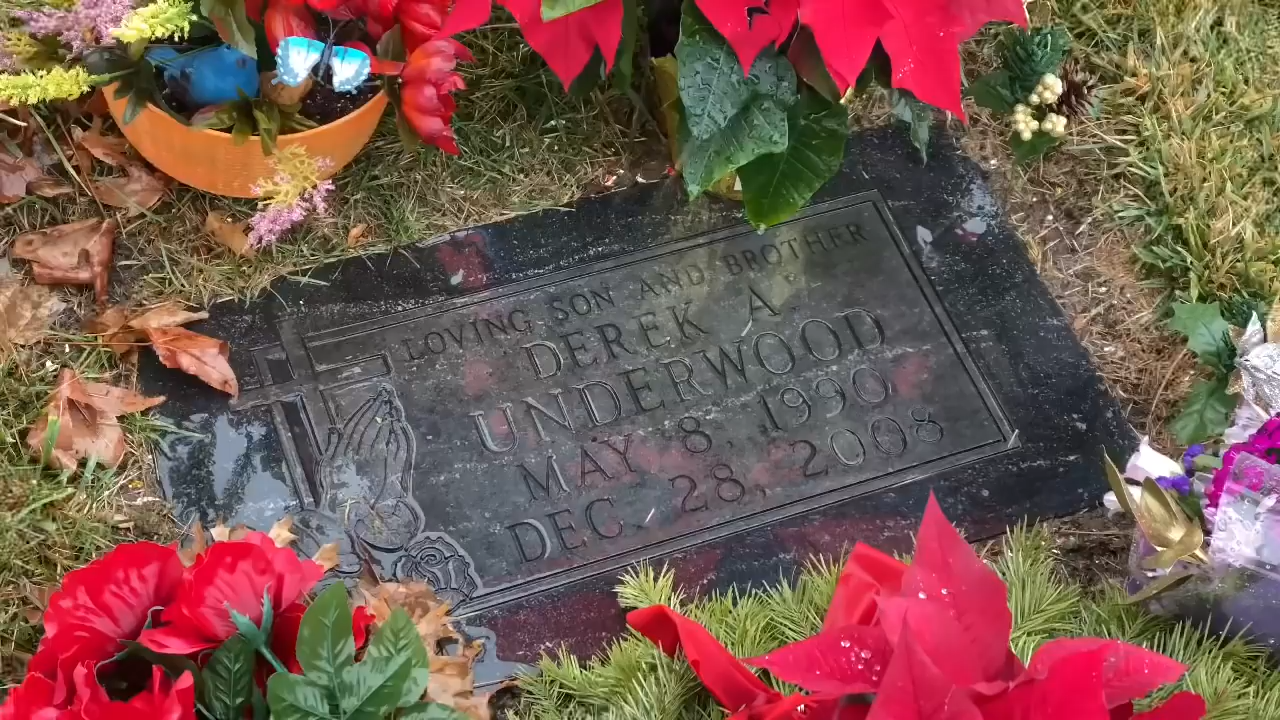 LOVING SON AND BROTHER
DEREK A.
UNDERWOOD
MAY 8, 1990
DEC. 28, 2008